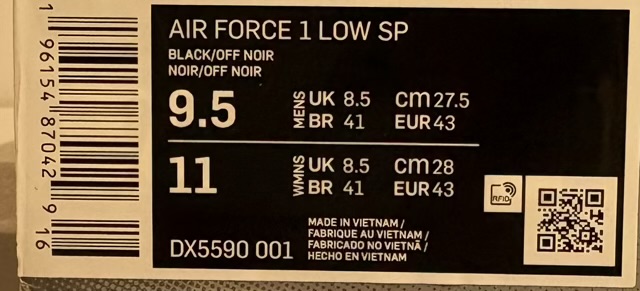 1 96154 87042 9 16
AIR FORCE 1 LOW SP
BLACK/OFF NOIR
NOIR/OFF NOIR
9.5 MENS UK 8.5 cm 27.5
BR 41 EUR 43
11 WMNS UK 8.5 cm 28
BR 41 EUR 43
RFID
DX5590 001
MADE IN VIETNAM /
FABRIQUE AU VIETNAM /
FABRICADO NO VIETNÃ /
HECHO EN VIETNAM